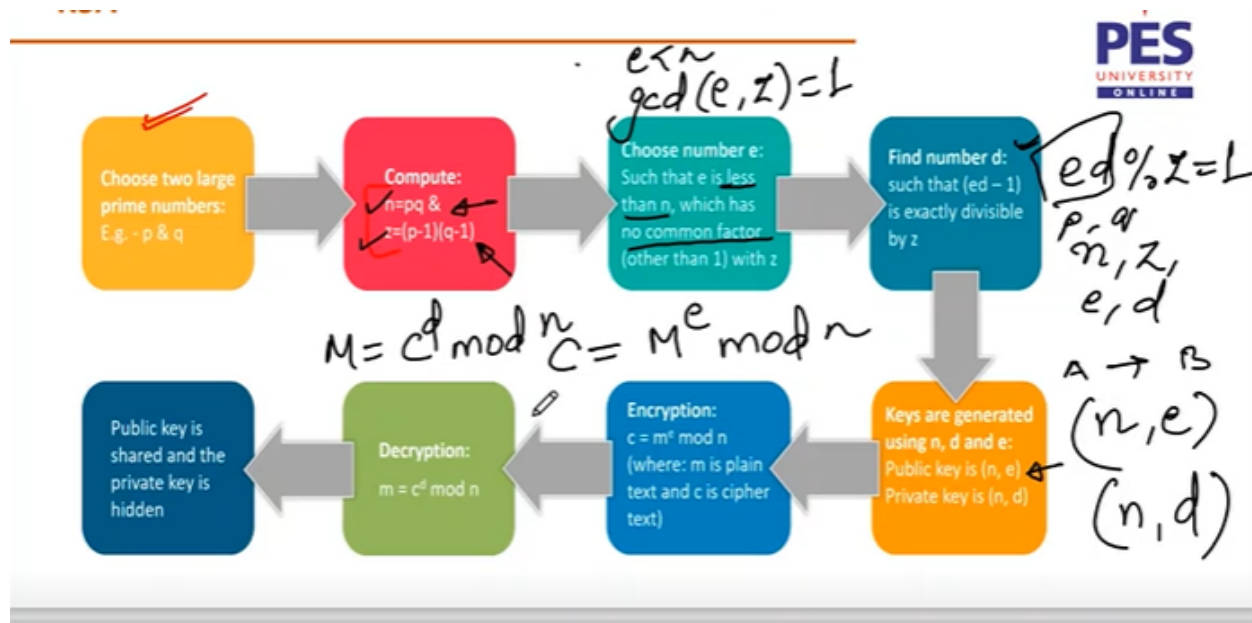 PES
UNIVERSITY
ONLINE
e<n
gcd(e,z)=1
Choose two large
prime numbers:
E.g. - p & q
Compute:
n=pq &
z=(p-1)(q-1)
Choose number e:
Such that e is less
than n, which has
no common factor
(other than 1) with z
Find number d:
such that (ed – 1)
is exactly divisible
by z
ed % z = 1
p, q
n, z,
e, d
M = C^d mod n
C = M^e mod n
A → B
(n, e)
(n, d)
Keys are generated
using n, d and e:
Public key is (n, e)
Private key is (n, d)
Encryption:
c = mᵉ mod n
(where: m is plain
text and c is cipher
text)
Decryption:
m = cᵈ mod n
Public key is
shared and the
private key is
hidden